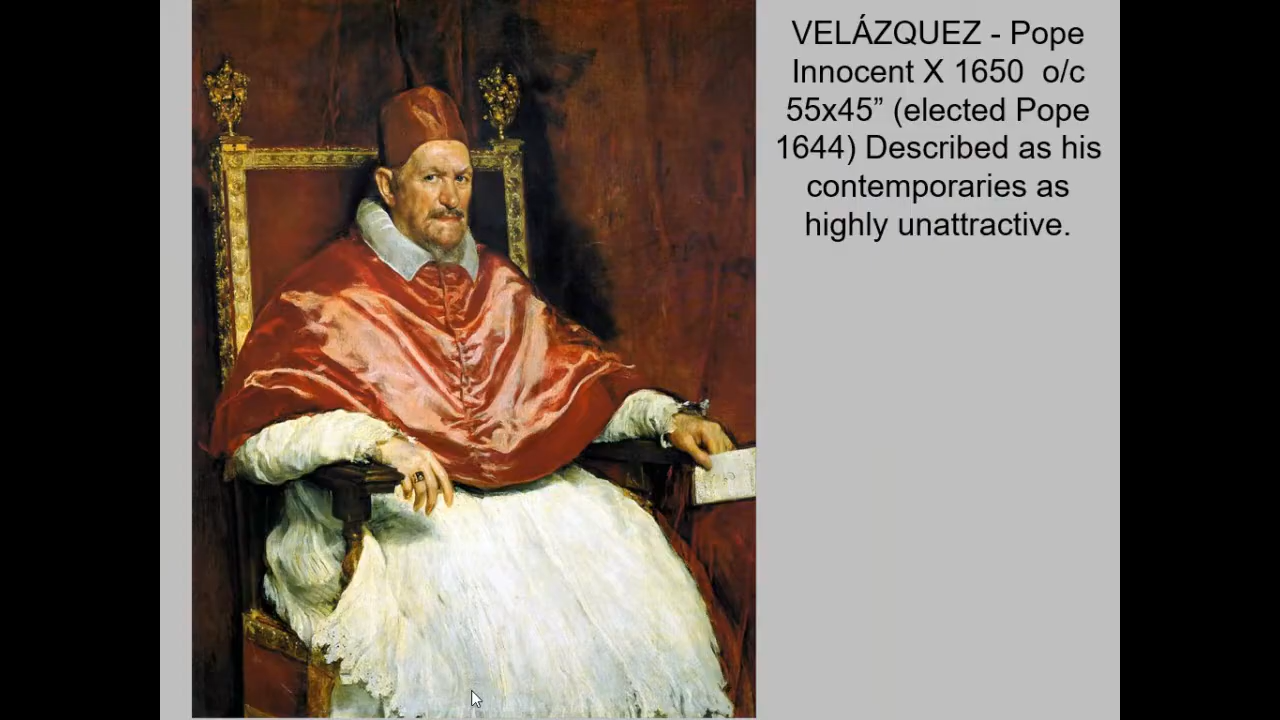 VELÁZQUEZ - Pope
Innocent X 1650  o/c
55x45” (elected Pope
1644) Described as his
contemporaries as
highly unattractive.